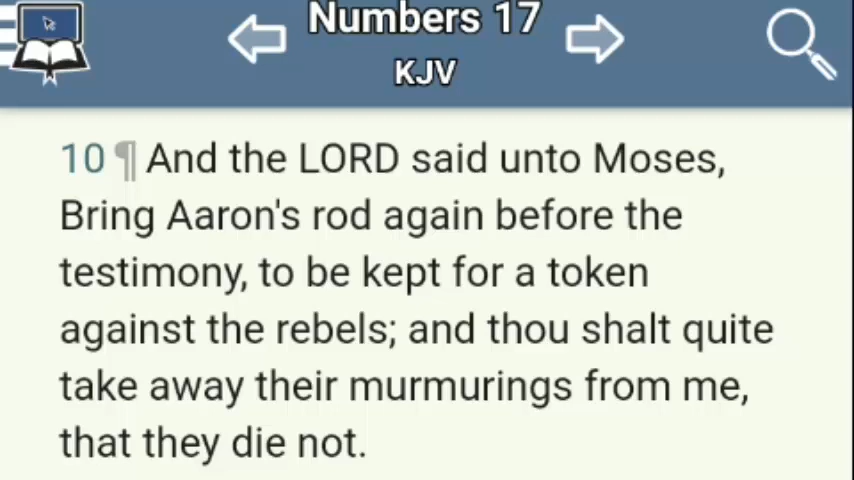 Numbers 17
KJV
10 ¶ And the LORD said unto Moses,
Bring Aaron's rod again before the
testimony, to be kept for a token
against the rebels; and thou shalt quite
take away their murmurings from me,
that they die not.